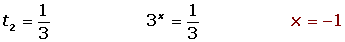 t₂ = 1/3    3ˣ = 1/3    x = −1